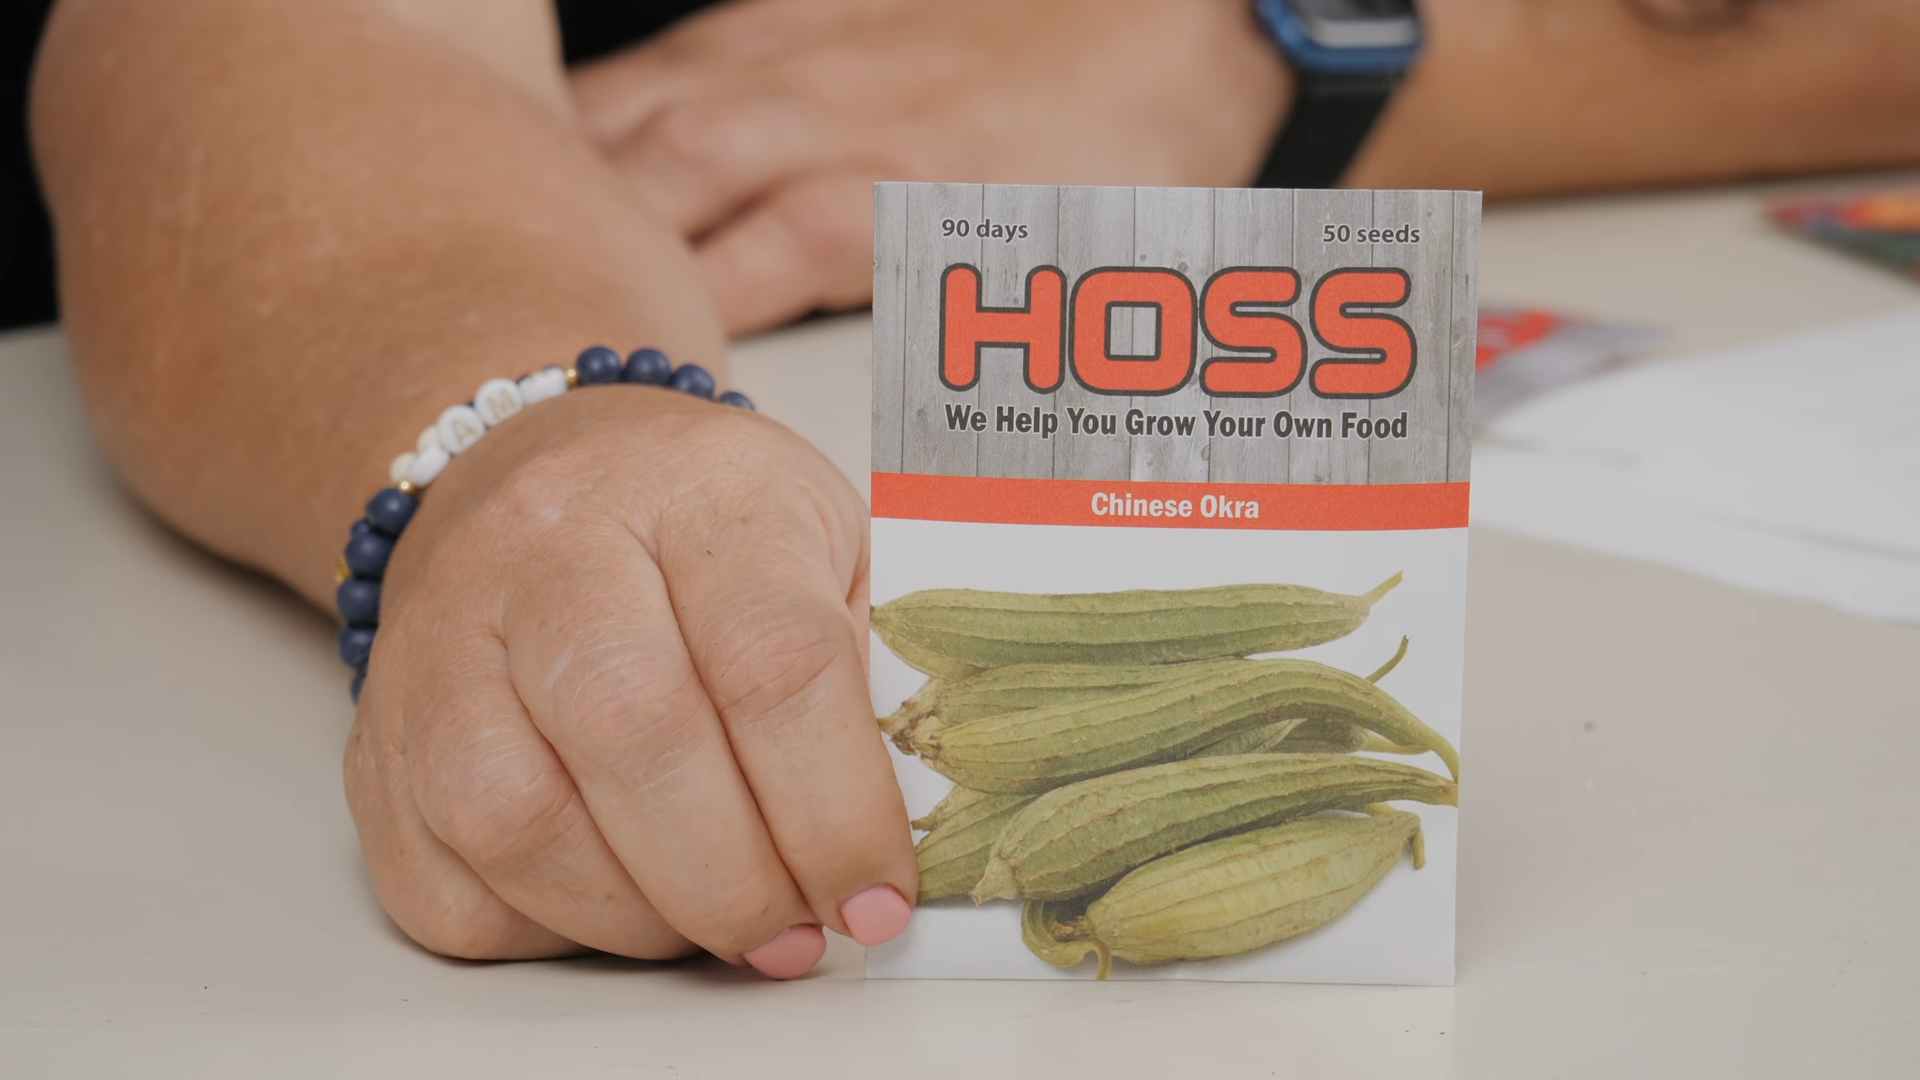 90 days
50 seeds
HOSS
We Help You Grow Your Own Food
Chinese Okra